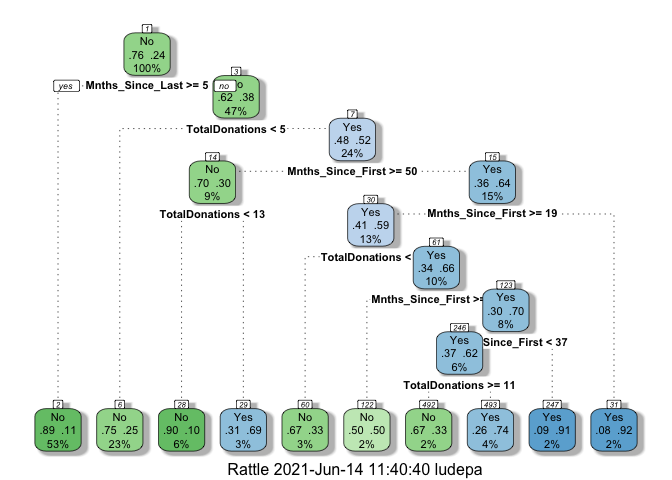 1
No
.76 .24
100%
yes
Mnths_Since_Last >= 5
no
3
o
.62 .38
47%
TotalDonations < 5
7
Yes
.48 .52
24%
14
No
.70 .30
9%
Mnths_Since_First >= 50
15
Yes
.36 .64
15%
TotalDonations < 13
30
Yes
.41 .59
13%
Mnths_Since_First >= 19
TotalDonations <
61
Yes
.34 .66
10%
Mnths_Since_First >=
123
Yes
.30 .70
8%
246
Yes
.37 .62
6%
Since_First < 37
TotalDonations >= 11
2
No
.89 .11
53%
6
No
.75 .25
23%
28
No
.90 .10
6%
29
Yes
.31 .69
3%
60
No
.67 .33
3%
122
No
.50 .50
2%
492
No
.67 .33
2%
493
Yes
.26 .74
4%
247
Yes
.09 .91
2%
31
Yes
.08 .92
2%
Rattle 2021-Jun-14 11:40:40 ludepa